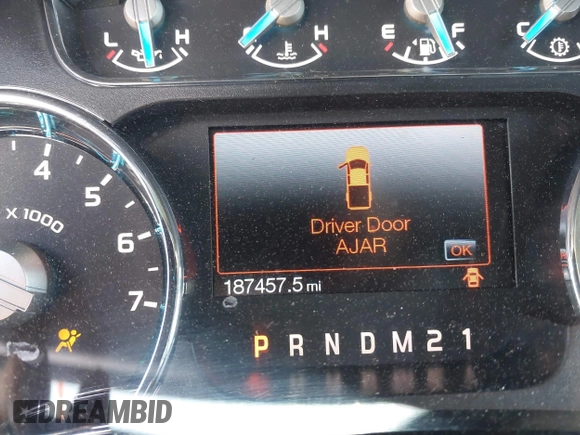 L H
C H
E F
C
4
5
6
7
X 1000
Driver Door
AJAR
OK
187457.5 mi
P R N D M 2 1
DREAMBID